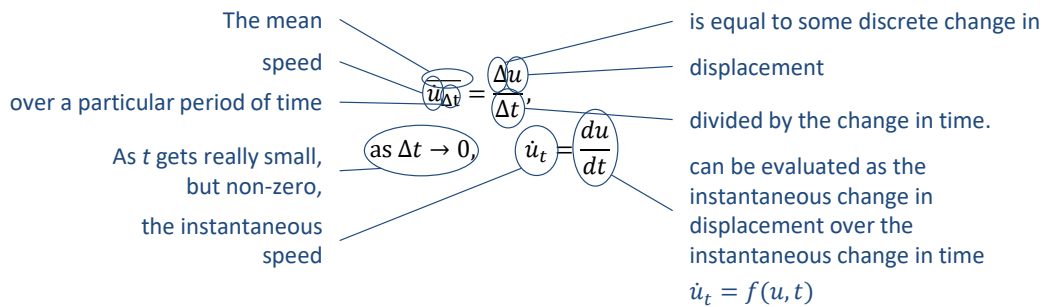 The mean
speed
over a particular period of time
As t gets really small,
but non-zero,
the instantaneous
speed
u̇_Δt = Δu/Δt,
as Δt → 0, u̇ₜ = du/dt
is equal to some discrete change in
displacement
divided by the change in time.
can be evaluated as the
instantaneous change in
displacement over the
instantaneous change in time
u̇ₜ = f(u, t)